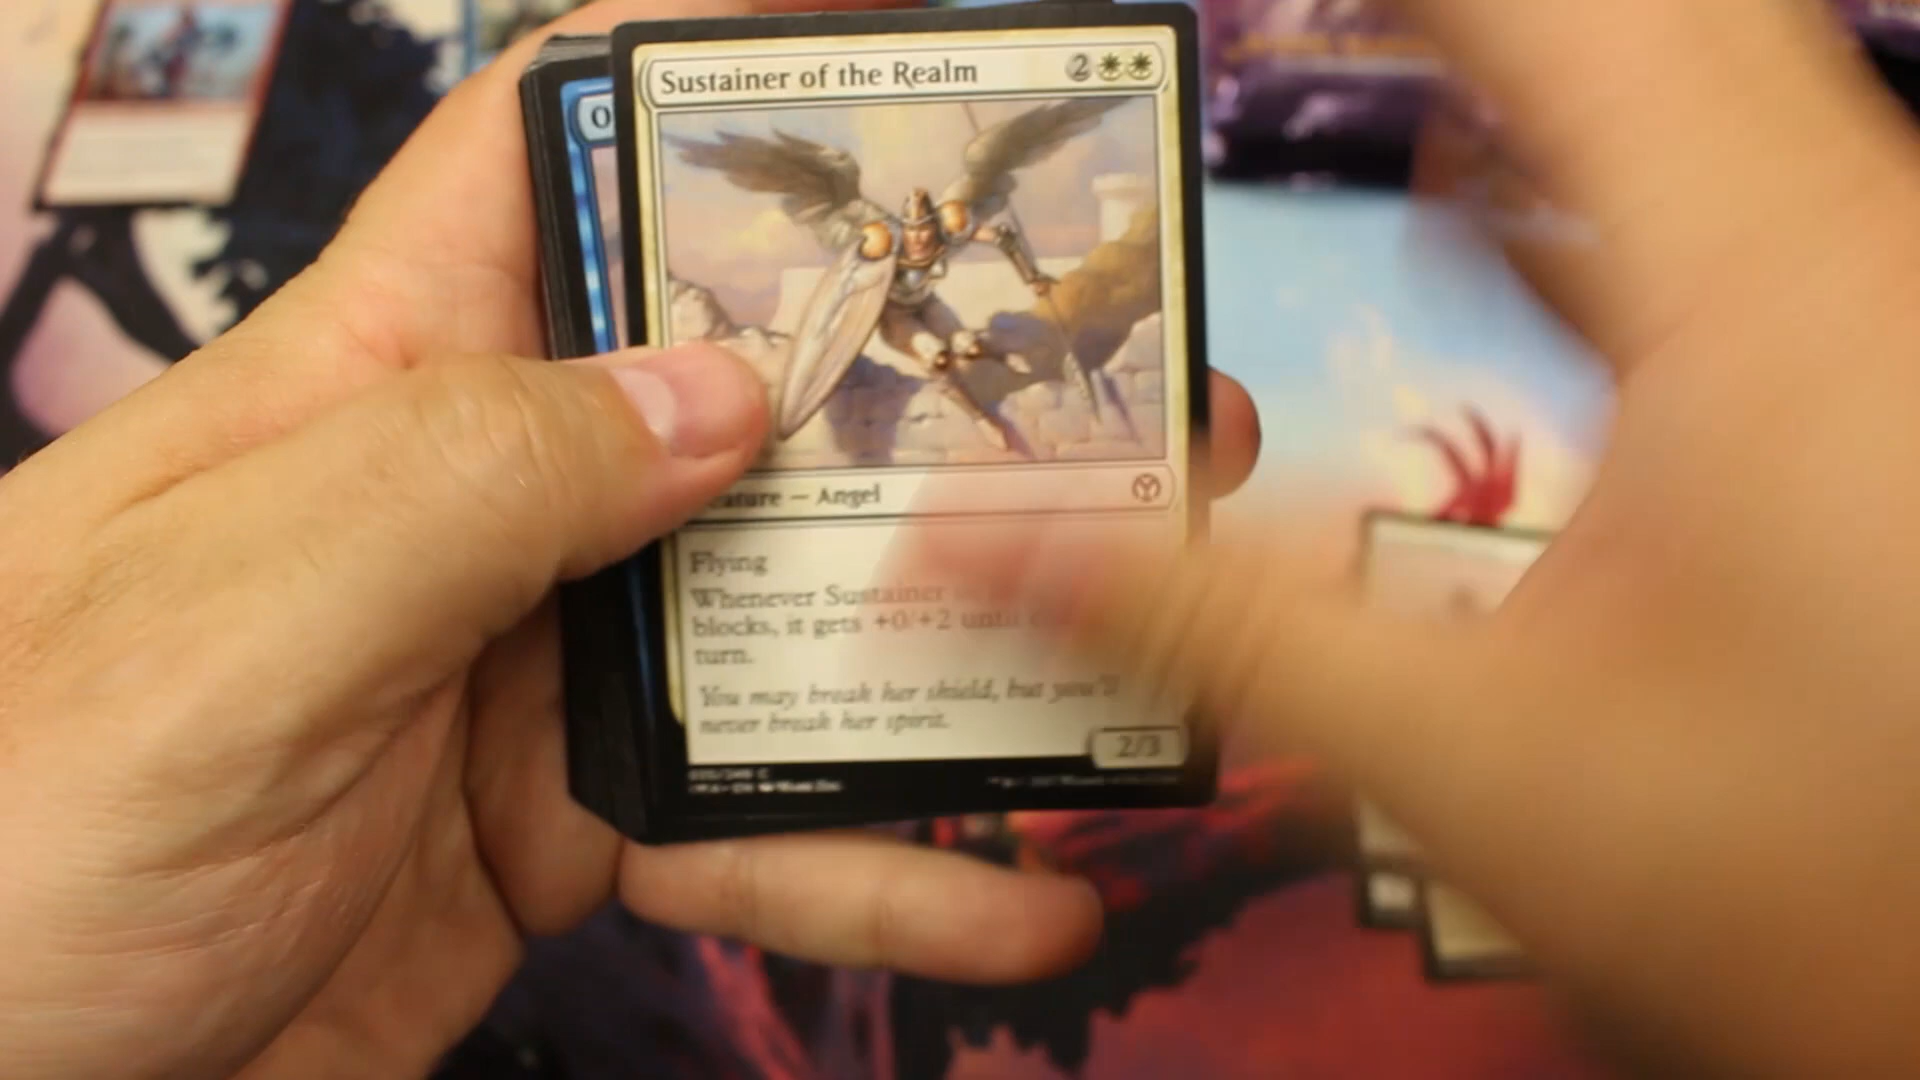 Sustainer of the Realm 2
O
eature — Angel
Flying
Whenever Sustainer
blocks, it gets +0/+2 until
turn.
You may break her shield, but you'll
never break her spirit.
2/3